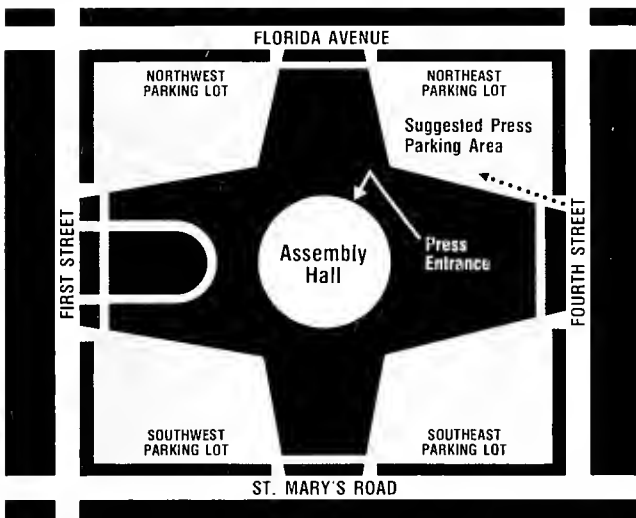 FLORIDA AVENUE
NORTHWEST
PARKING LOT
NORTHEAST
PARKING LOT
Suggested Press
Parking Area
FIRST STREET
Assembly
Hall
Press
Entrance
FOURTH STREET
SOUTHWEST
PARKING LOT
SOUTHEAST
PARKING LOT
ST. MARY'S ROAD